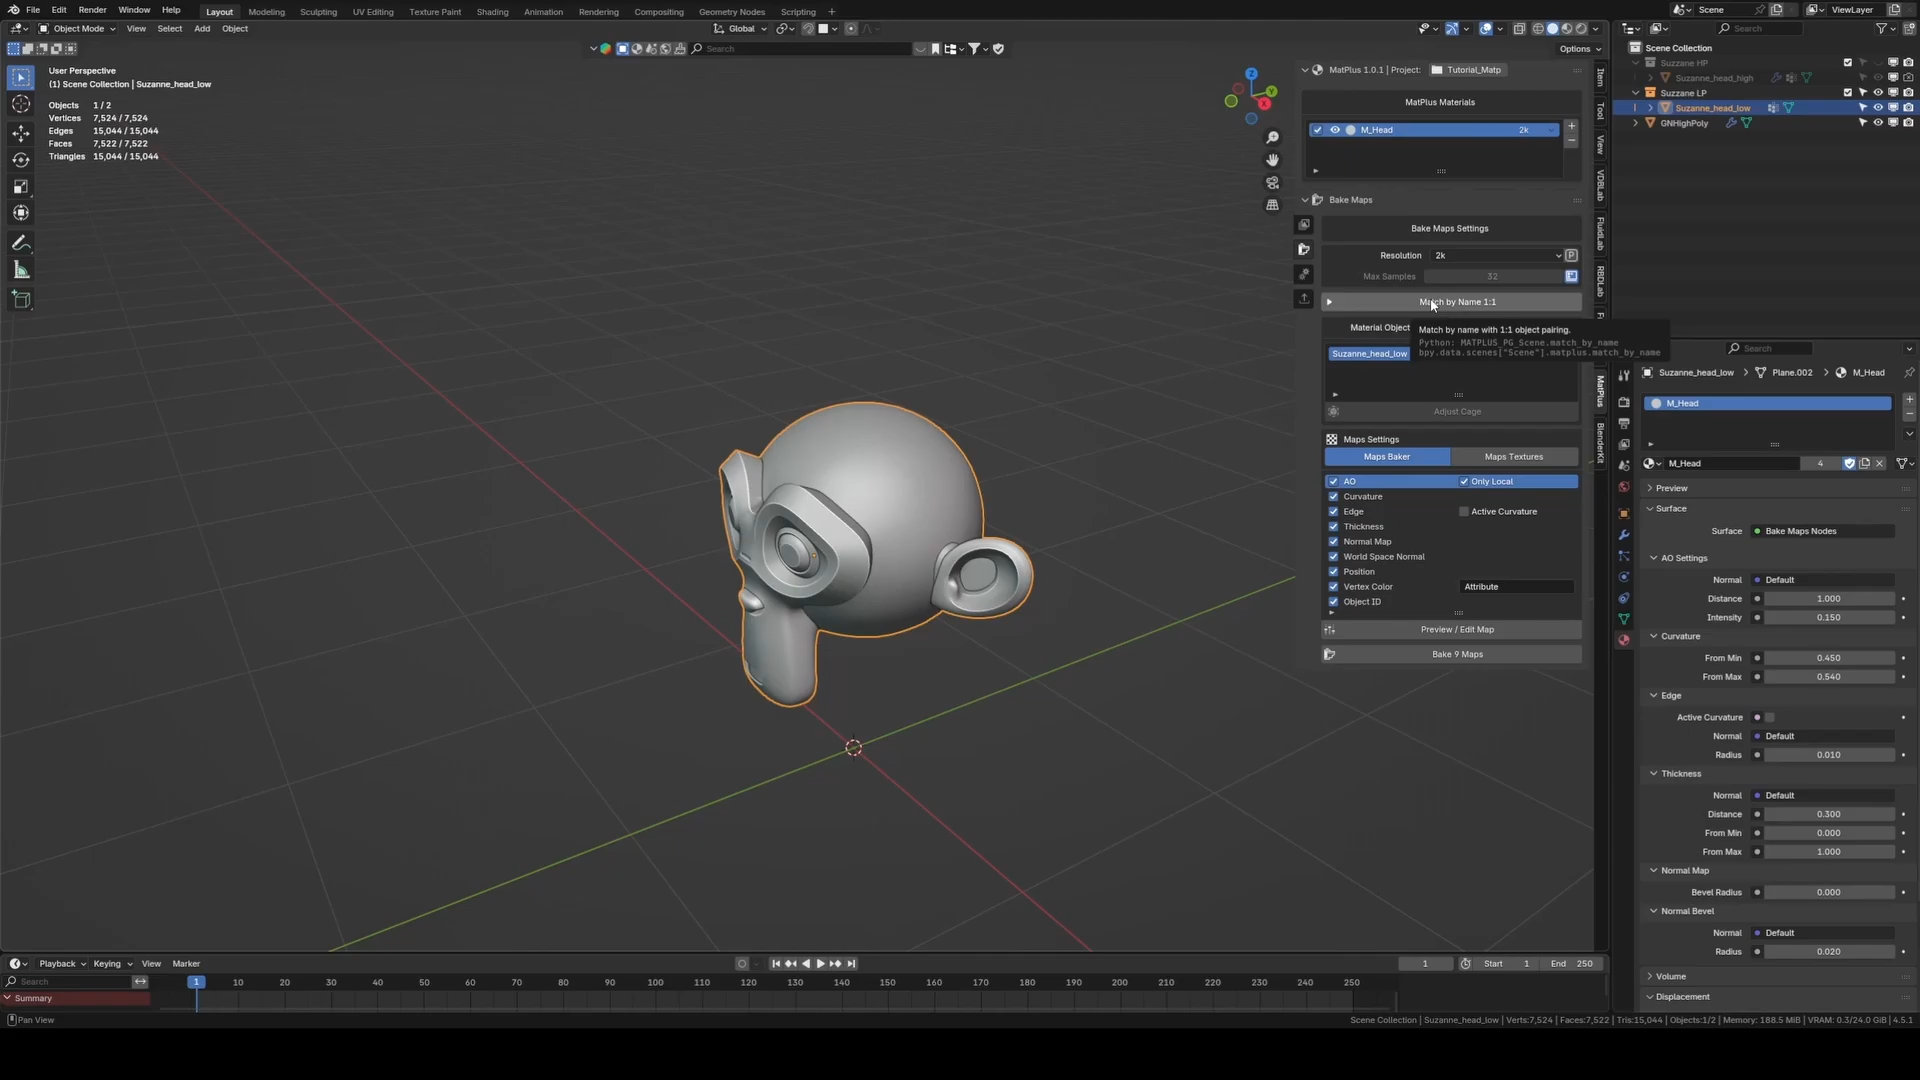 File Edit Render Window Help Layout Modeling Sculpting UV Editing Texture Paint Shading Animation Rendering Compositing Geometry Nodes Scripting + Scene ViewLayer
Object Mode View Select Add Object Global Search
Search Options
User Perspective
(1) Scene Collection | Suzanne_head_low
Objects 1 / 2
Vertices 7,524 / 7,524
Edges 15,044 / 15,044
Faces 7,522 / 7,522
Triangles 15,044 / 15,044
Z
Y
X
MatPlus 1.0.1 | Project: Tutorial_Matp
MatPlus Materials
M_Head 2k
Bake Maps
Bake Maps Settings
Resolution 2k P
Max Samples 32
Match by Name 1:1
Material Object
Match by name with 1:1 object pairing.
Python: MATPLUS_PG_Scene.match_by_name
bpy.data.scenes["Scene"].matplus.match_by_name
Suzanne_head_low
Adjust Cage
Maps Settings
Maps Baker Maps Textures
AO Only Local
Curvature
Edge Active Curvature
Thickness
Normal Map
World Space Normal
Position
Vertex Color Attribute
Object ID
Preview / Edit Map
Bake 9 Maps
Item
Tool
View
VDBLab
FluidLab
RBDLab
MatPlus
BlenderKit
Scene Collection
Suzzane HP
Suzanne_head_high
Suzzane LP
Suzanne_head_low
GNHighPoly
Search
Suzanne_head_low > Plane.002 > M_Head
M_Head
M_Head 4
Preview
Surface
Surface Bake Maps Nodes
AO Settings
Normal Default
Distance 1.000
Intensity 0.150
Curvature
From Min 0.450
From Max 0.540
Edge
Active Curvature
Normal Default
Radius 0.010
Thickness
Normal Default
Distance 0.300
From Min 0.000
From Max 1.000
Normal Map
Bevel Radius 0.000
Normal Bevel
Normal Default
Radius 0.020
Volume
Displacement
Playback Keying View Marker 1 Start 1 End 250
Search 1 10 20 30 40 50 60 70 80 90 100 110 120 130 140 150 160 170 180 190 200 210 220 230 240 250
Summary
Pan View Scene Collection | Suzanne_head_low | Verts:7,524 | Faces:7,522 | Tris:15,044 | Objects:1/2 | Memory: 188.5 MiB | VRAM: 0.3/24.0 GiB | 4.5.1